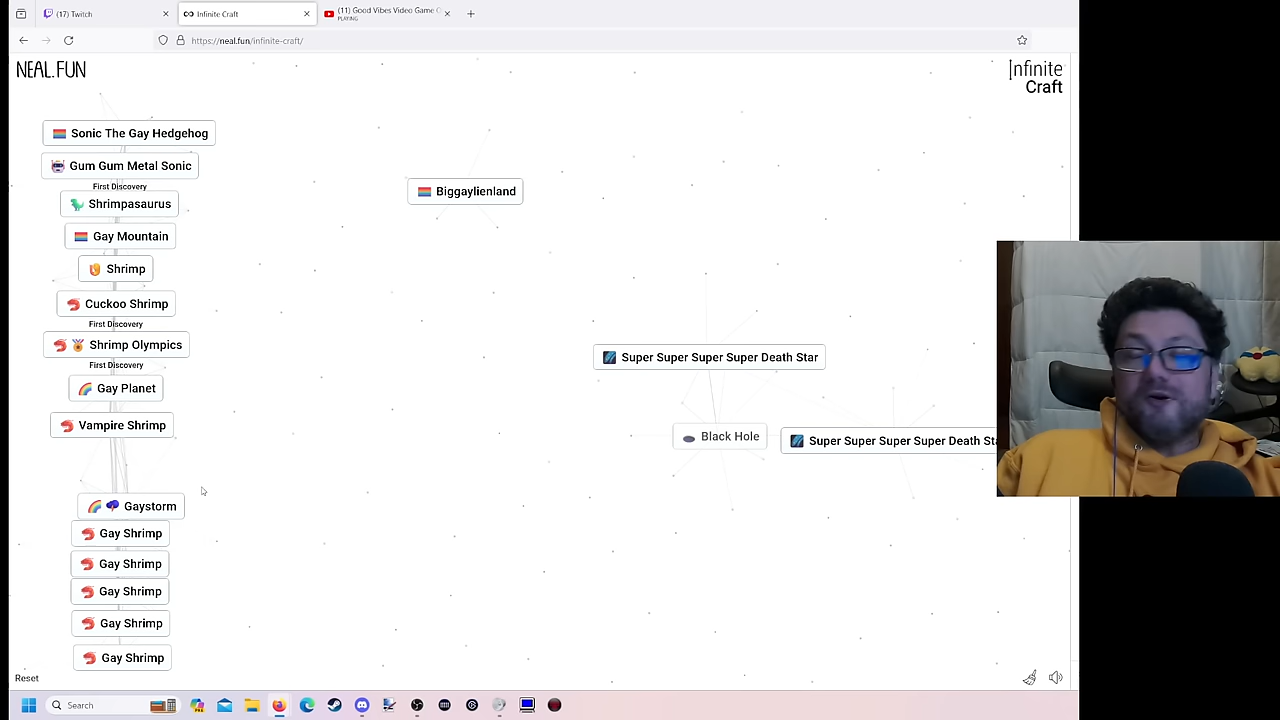 (17) Twitch
Infinite Craft
(11) Good Vibes Video Game
PLAYING
https://neal.fun/infinite-craft/
NEAL.FUN
Infinite
Craft
Sonic The Gay Hedgehog
Gum Gum Metal Sonic
First Discovery
Shrimpasaurus
Biggaylienland
Gay Mountain
Shrimp
Cuckoo Shrimp
First Discovery
Shrimp Olympics
First Discovery
Super Super Super Super Death Star
Gay Planet
Vampire Shrimp
Black Hole
Super Super Super Super Death Sta
Gaystorm
Gay Shrimp
Gay Shrimp
Gay Shrimp
Gay Shrimp
Gay Shrimp
Reset
Search